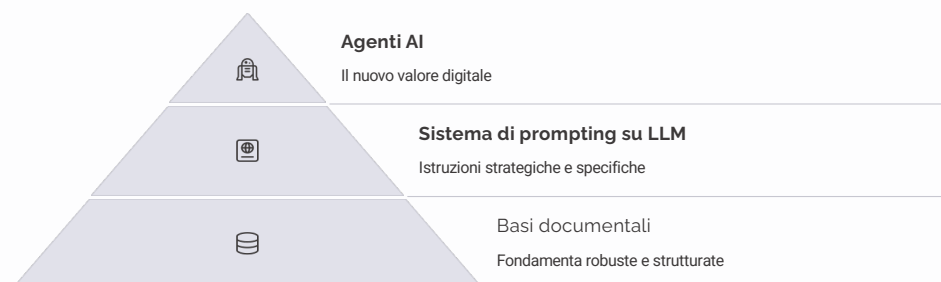 Agenti AI
Il nuovo valore digitale
Sistema di prompting su LLM
Istruzioni strategiche e specifiche
Basi documentali
Fondamenta robuste e strutturate